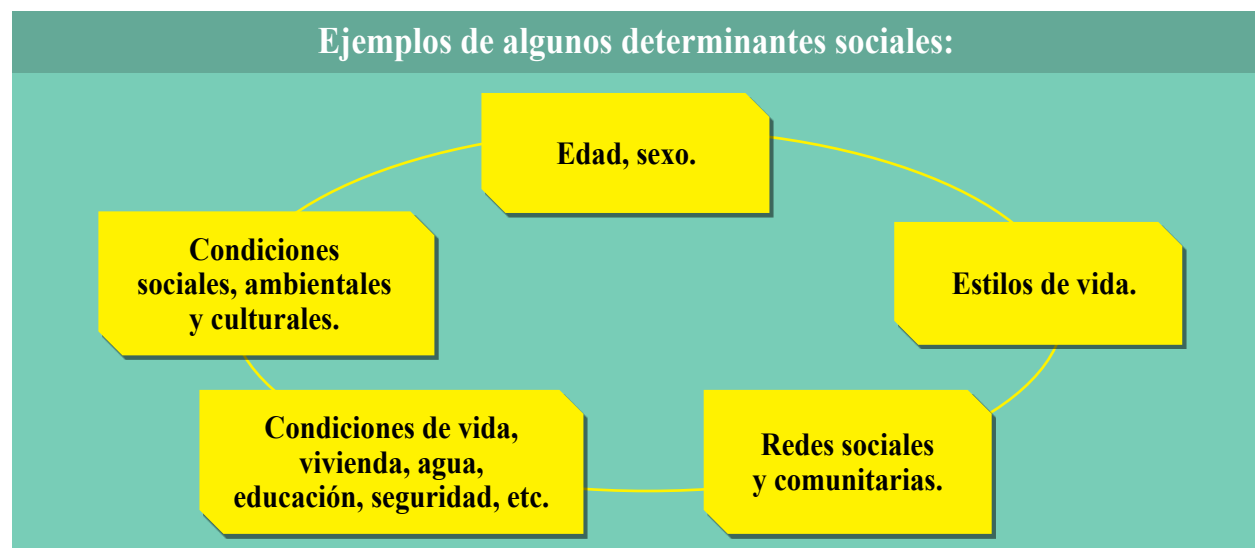 Ejemplos de algunos determinantes sociales:
Edad, sexo.
Estilos de vida.
Redes sociales
y comunitarias.
Condiciones de vida,
vivienda, agua,
educación, seguridad, etc.
Condiciones
sociales, ambientales
y culturales.